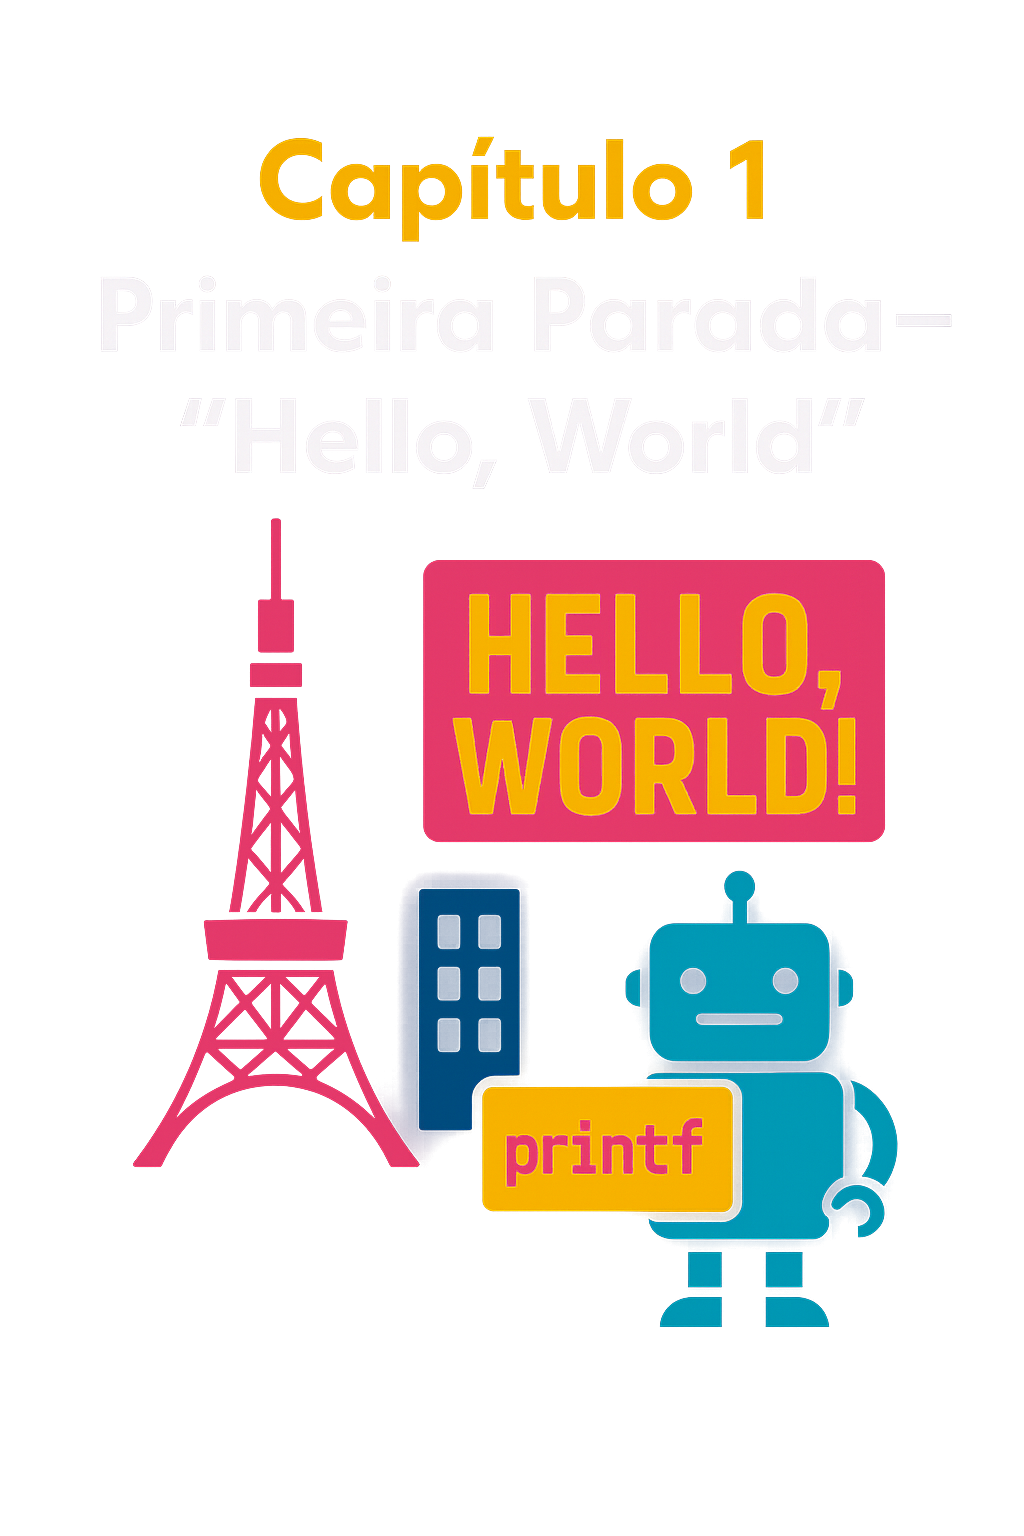 Capítulo 1
Primeira Parada–
“Hello, World”
HELLO,
WORLD!
printf